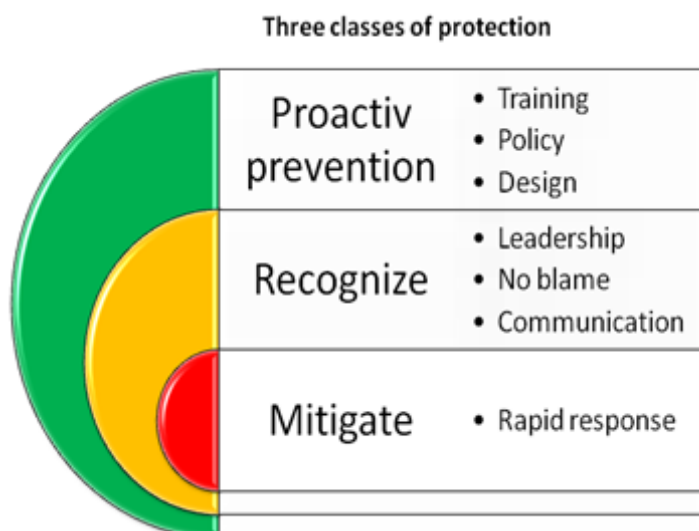 Three classes of protection
Proactiv
prevention
• Training
• Policy
• Design
Recognize
• Leadership
• No blame
• Communication
Mitigate
• Rapid response